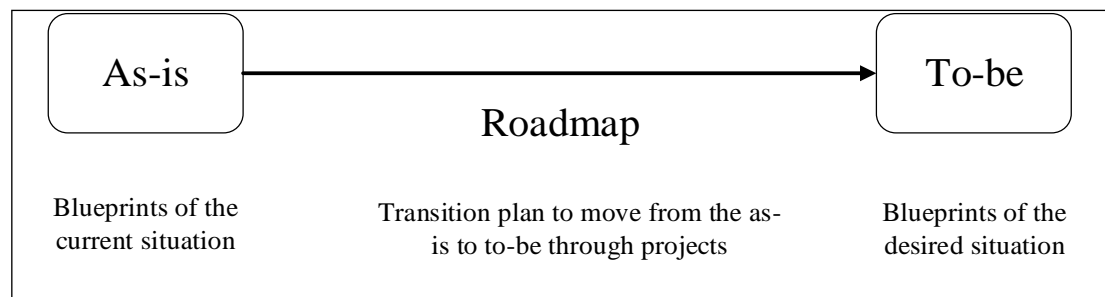 As-is
To-be
Roadmap
Blueprints of the
current situation
Transition plan to move from the as-
is to to-be through projects
Blueprints of the
desired situation